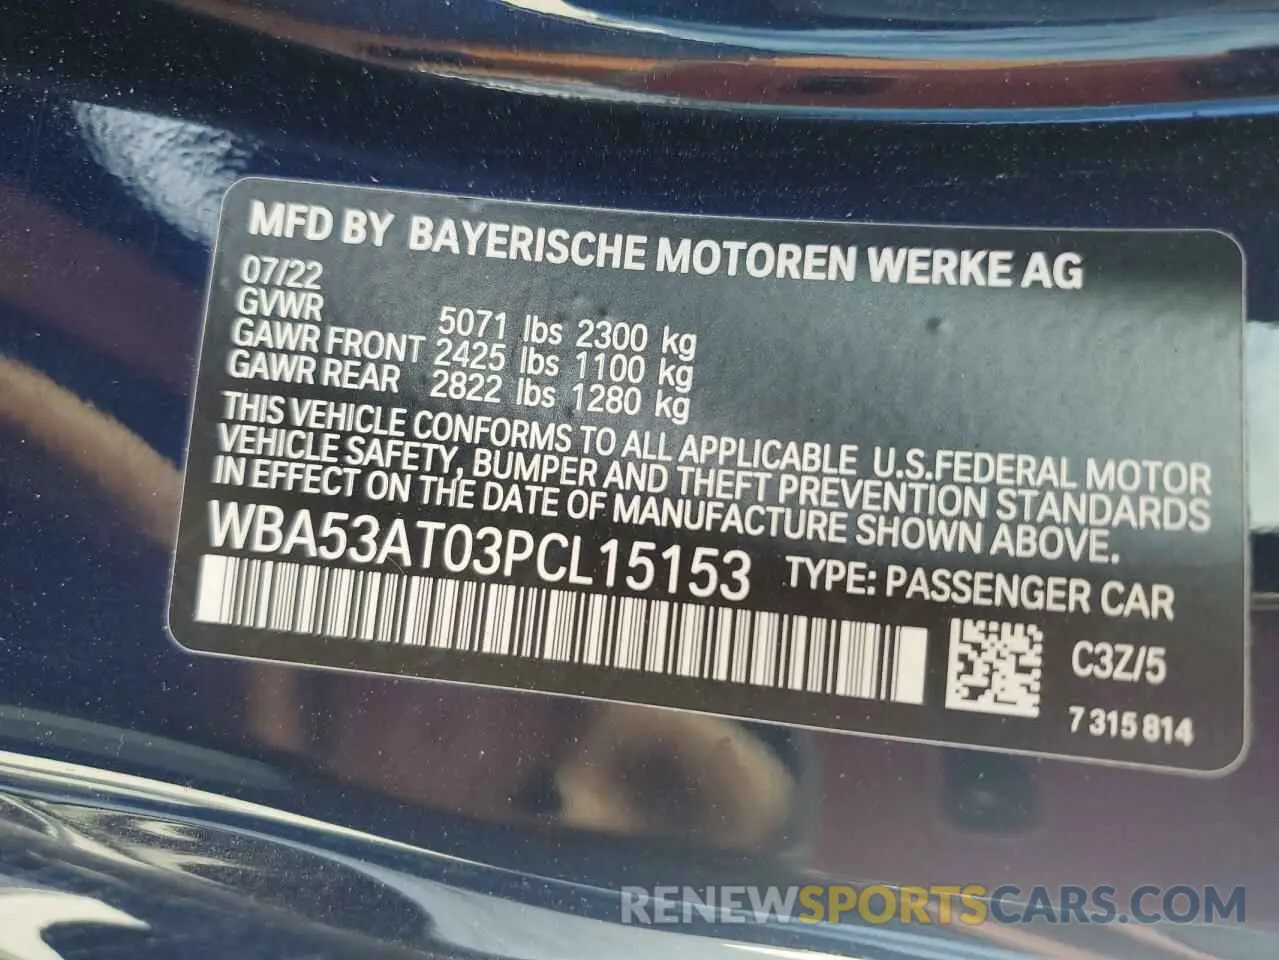 MFD BY BAYERISCHE MOTOREN WERKE AG
07/22
GVWR 5071 lbs 2300 kg
GAWR FRONT 2425 lbs 1100 kg
GAWR REAR 2822 lbs 1280 kg
THIS VEHICLE CONFORMS TO ALL APPLICABLE U.S.FEDERAL MOTOR
VEHICLE SAFETY, BUMPER AND THEFT PREVENTION STANDARDS
IN EFFECT ON THE DATE OF MANUFACTURE SHOWN ABOVE.
WBA53AT03PCL15153 TYPE: PASSENGER CAR
C3Z/5
7 315 814
RENEWSPORTSCARS.COM